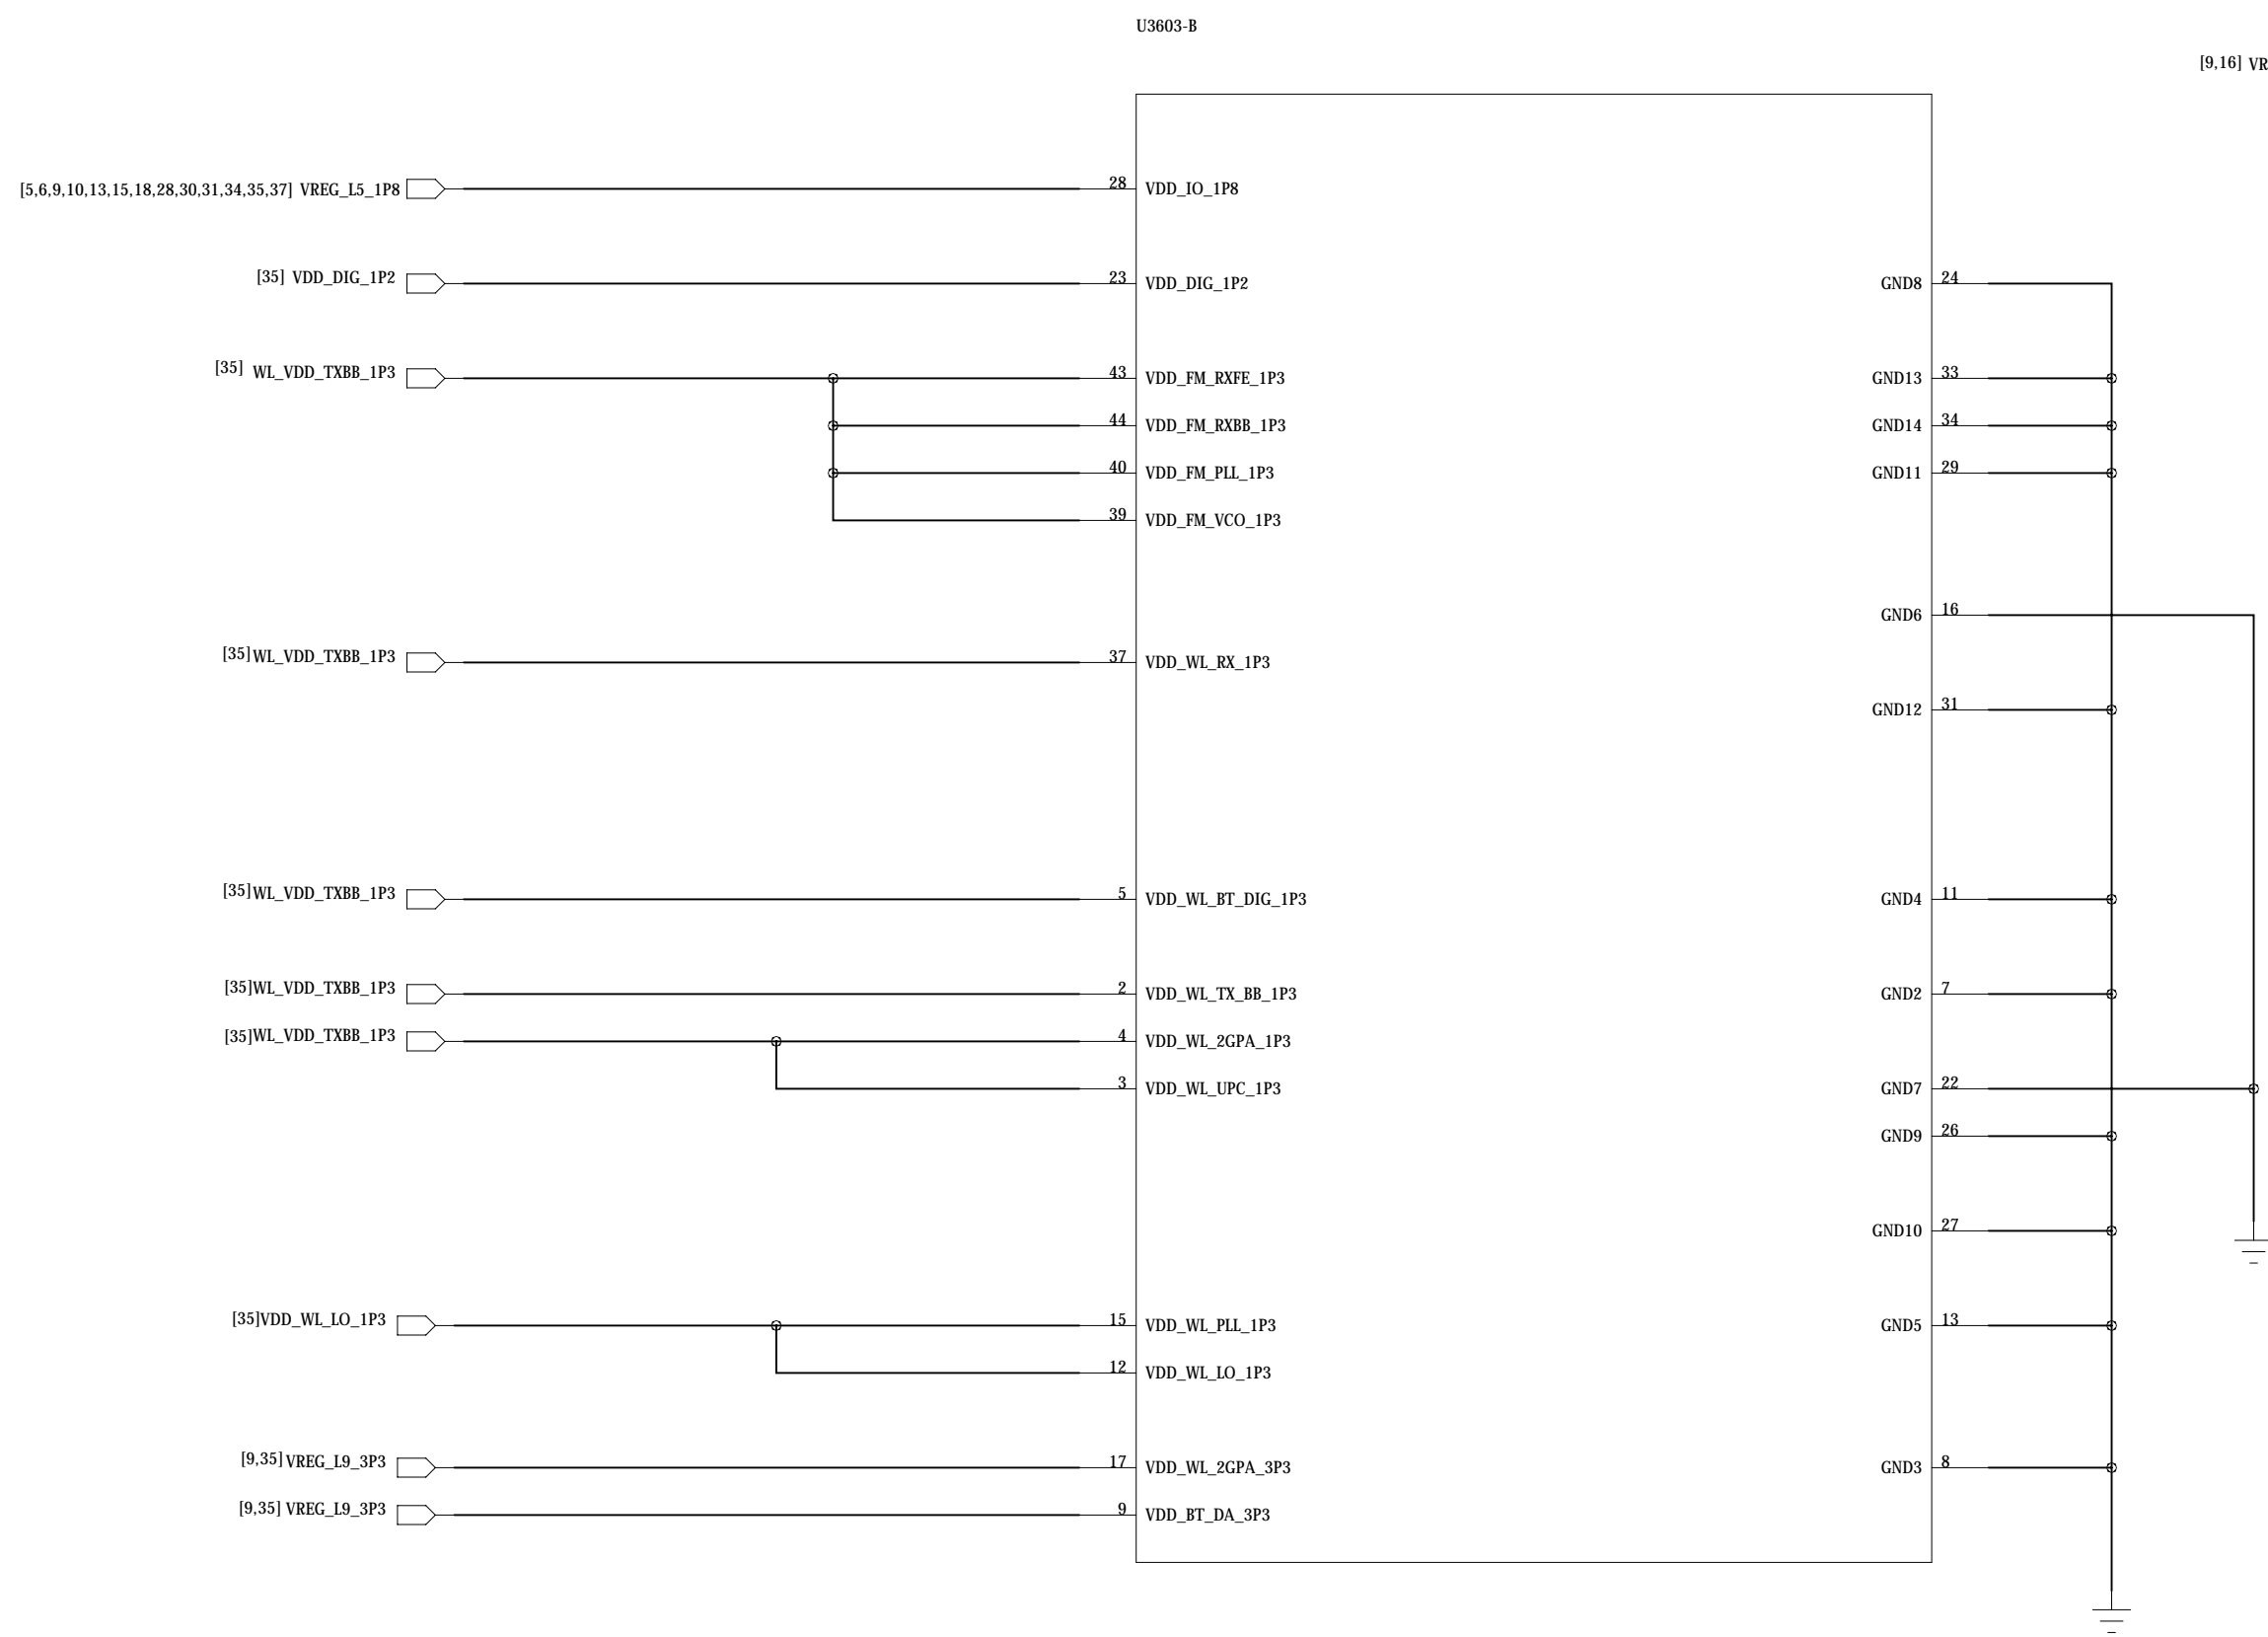 U3603-B
[9,16] VR
[5,6,9,10,13,15,18,28,30,31,34,35,37] VREG_L5_1P8 28 VDD_IO_1P8
[35] VDD_DIG_1P2 23 VDD_DIG_1P2 GND8 24
[35] WL_VDD_TXBB_1P3 43 VDD_FM_RXFE_1P3 GND13 33
44 VDD_FM_RXBB_1P3 GND14 34
40 VDD_FM_PLL_1P3 GND11 29
39 VDD_FM_VCO_1P3
GND6 16
[35]WL_VDD_TXBB_1P3 37 VDD_WL_RX_1P3
GND12 31
[35]WL_VDD_TXBB_1P3 5 VDD_WL_BT_DIG_1P3 GND4 11
[35]WL_VDD_TXBB_1P3 2 VDD_WL_TX_BB_1P3 GND2 7
[35]WL_VDD_TXBB_1P3 4 VDD_WL_2GPA_1P3
3 VDD_WL_UPC_1P3 GND7 22
GND9 26
GND10 27
[35]VDD_WL_LO_1P3 15 VDD_WL_PLL_1P3 GND5 13
12 VDD_WL_LO_1P3
[9,35] VREG_L9_3P3 17 VDD_WL_2GPA_3P3 GND3 8
[9,35] VREG_L9_3P3 9 VDD_BT_DA_3P3